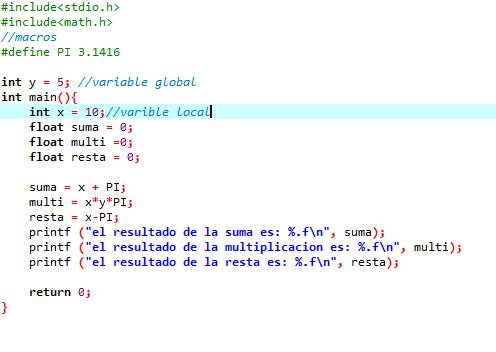 #include<stdio.h>
#include<math.h>
//macros
#define PI 3.1416
int y = 5; //variable global
int main(){
int x = 10;//varible local
float suma = 0;
float multi =0;
float resta = 0;
suma = x + PI;
multi = x*y*PI;
resta = x-PI;
printf ("el resultado de la suma es: %.f\n", suma);
printf ("el resultado de la multiplicacion es: %.f\n", multi);
printf ("el resultado de la resta es: %.f\n", resta);
return 0;
}